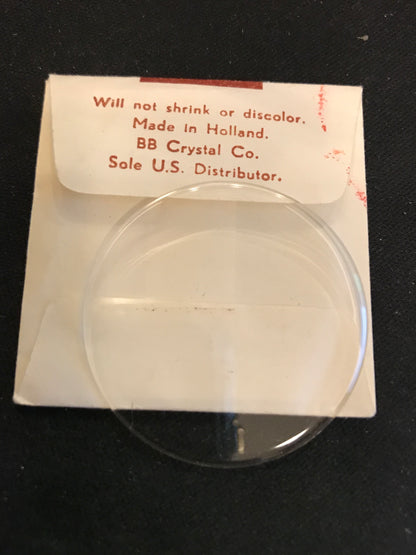 Will not shrink or discolor.
Made in Holland.
BB Crystal Co.
Sole U.S. Distributor.